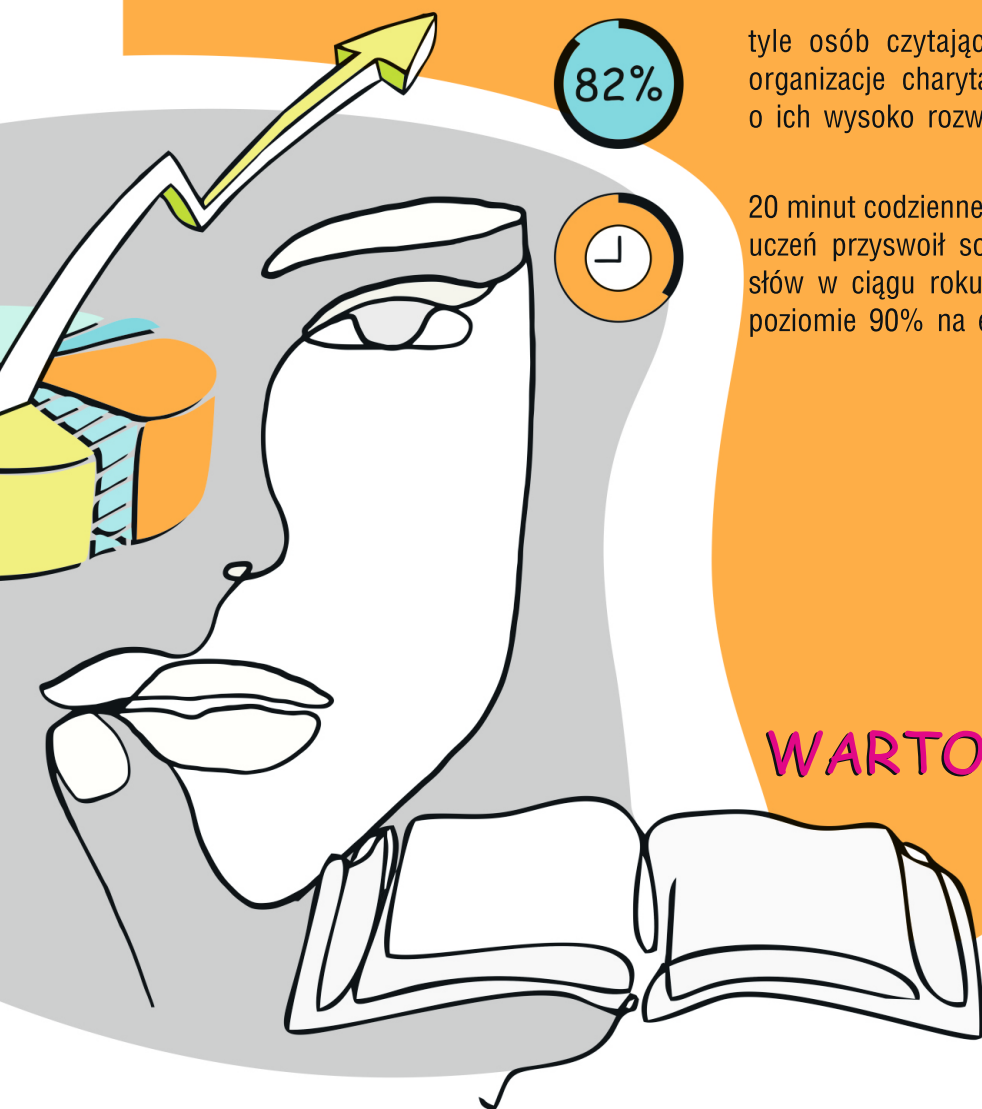 82%
tyle osób czytając
organizacje charyta
o ich wysoko rozw
20 minut codzienne
uczeń przyswoił so
słów w ciągu roku
poziomie 90% na e
WARTO